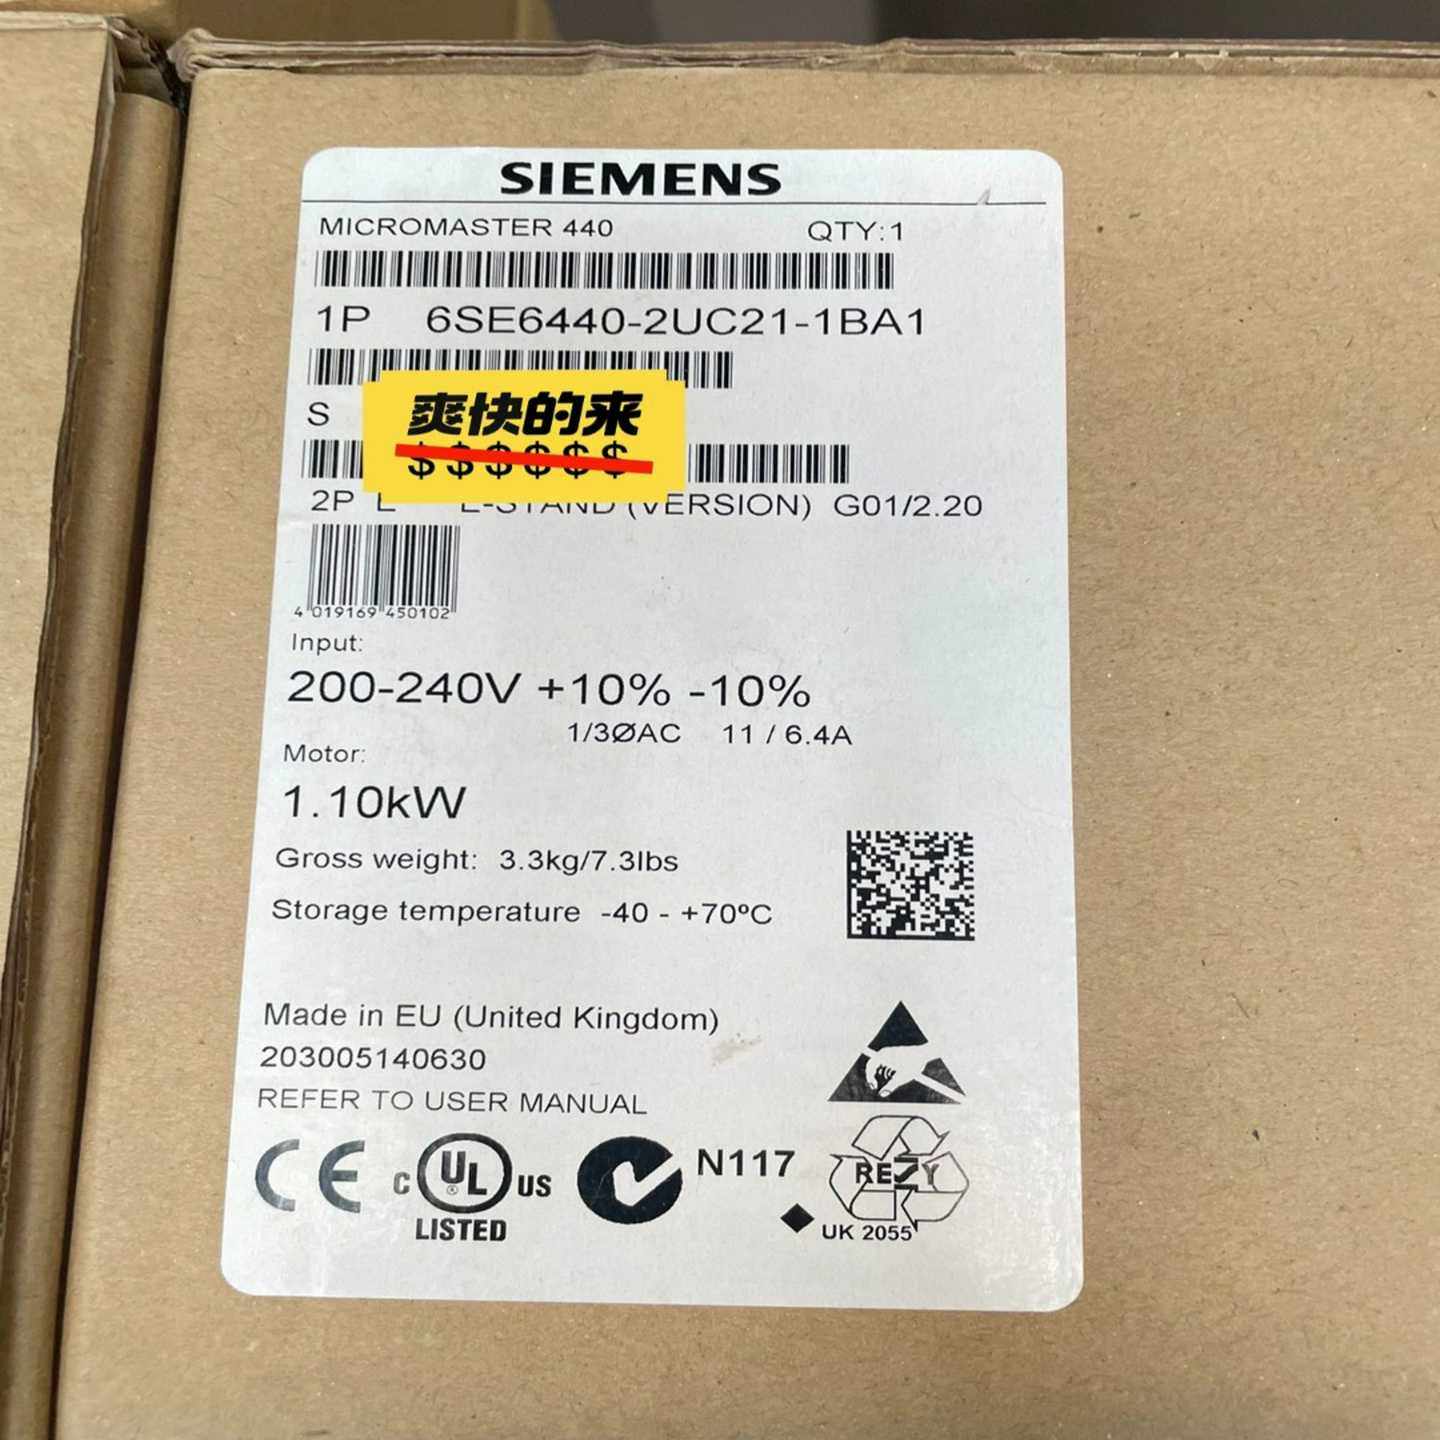 SIEMENS
MICROMASTER 440 QTY:1
1P 6SE6440-2UC21-1BA1
S
爽快的来
$$$$$$
2P E-STAND (VERSION) G01/2.20
4 019169 450102
Input:
200-240V +10% -10%
1/3ØAC 11 / 6.4A
Motor:
1.10kW
Gross weight: 3.3kg/7.3lbs
Storage temperature -40 - +70ºC
Made in EU (United Kingdom)
203005140630
REFER TO USER MANUAL
CE
C UL ® US
LISTED
N117
RESY
UK 2055